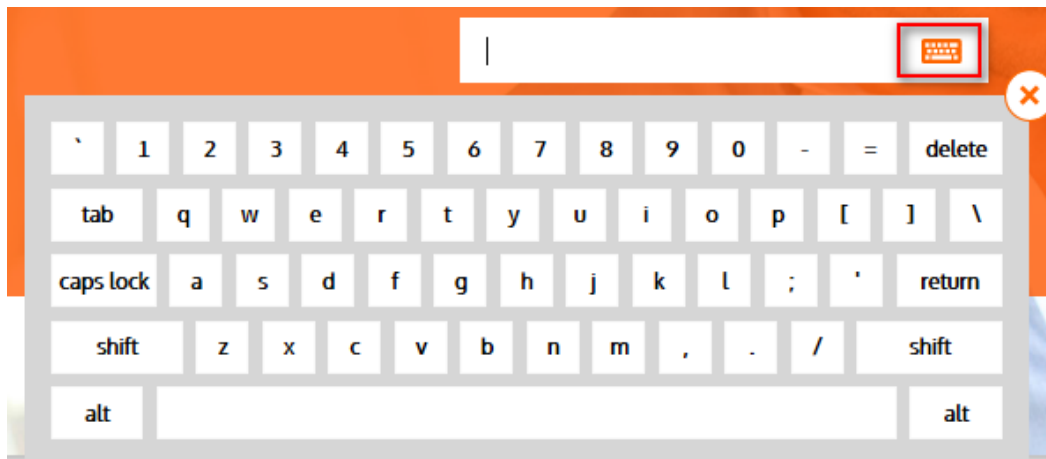 ` 1 2 3 4 5 6 7 8 9 0 - = delete
tab q w e r t y u i o p [ ] \
caps lock a s d f g h j k l ; ' return
shift z x c v b n m , . / shift
alt alt